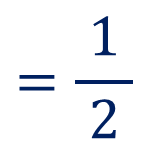 = 1/2